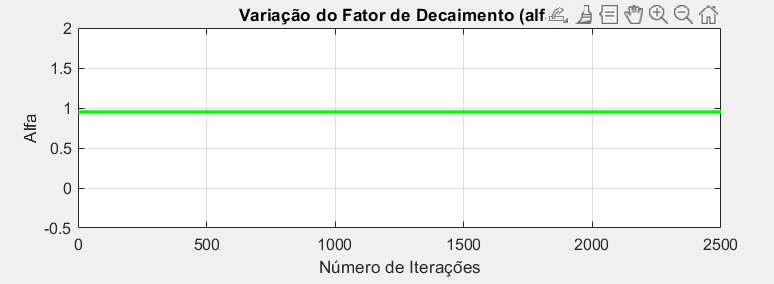 Variação do Fator de Decaimento (alf
2
1.5
1
0.5
0
-0.5
Alfa
0 500 1000 1500 2000 2500
Número de Iterações